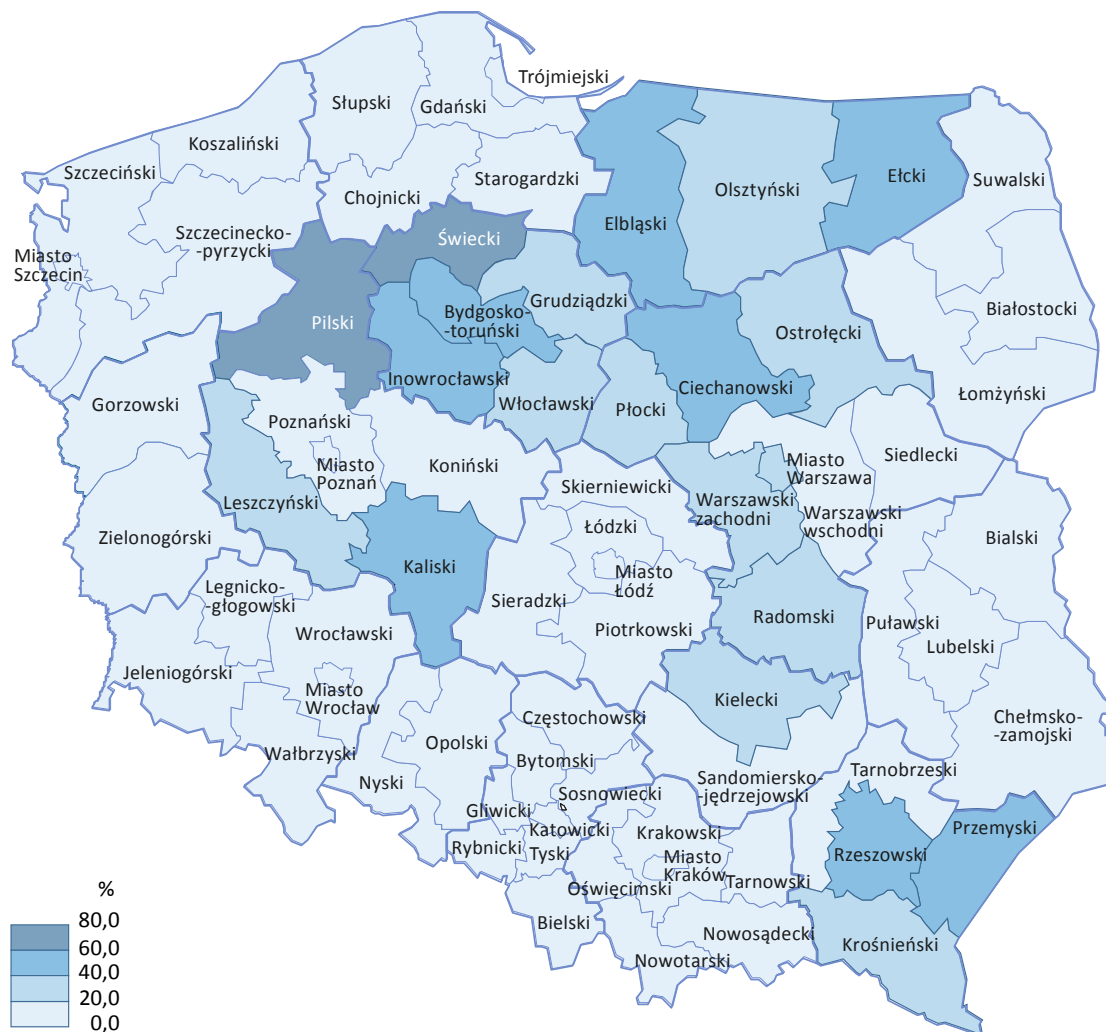 Trójmiejski
Słupski
Gdański
Koszaliński
Szczeciński
Starogardzki
Chojnicki
Olsztyński
Ełcki
Suwalski
Elbląski
Świecki
Szczecinecko-
-pyrzycki
Miasto
Szczecin
Grudziądzki
Bydgosko-
-toruński
Białostocki
Pilski
Ostrołęcki
Inowrocławski
Ciechanowski
Łomżyński
Gorzowski
Włocławski
Płocki
Poznański
Miasto
Poznań
Koniński
Miasto
Warszawa
Siedlecki
Skierniewicki
Leszczyński
Warszawski
zachodni
Warszawski
wschodni
Łódzki
Zielonogórski
Bialski
Kaliski
Miasto
Łódź
Legnicko-
-głogowski
Sieradzki
Wrocławski
Piotrkowski
Radomski
Puławski
Lubelski
Jeleniogórski
Miasto
Wrocław
Kielecki
Częstochowski
Chełmsko-
-zamojski
Opolski
Wałbrzyski
Bytomski
Nyski
Tarnobrzeski
Sandomiersko-
-jędrzejowski
Sosnowiecki
Gliwicki
Katowicki
Krakowski
Przemyski
Rybnicki
Tyski
Miasto
Kraków
Rzeszowski
Oświęcimski
Tarnowski
Bielski
Nowosądecki
Krośnieński
Nowotarski
%
80,0
60,0
40,0
20,0
0,0